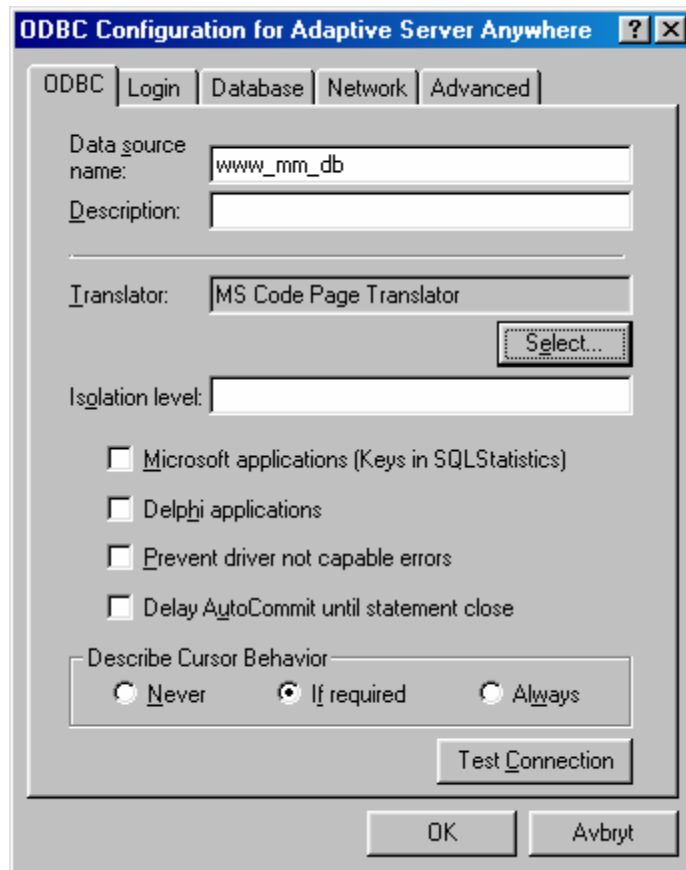 ODBC Configuration for Adaptive Server Anywhere
ODBC Login Database Network Advanced
Data source
name: www_mm_db
Description:
Translator: MS Code Page Translator
Select...
Isolation level:
Microsoft applications (Keys in SQLStatistics)
Delphi applications
Prevent driver not capable errors
Delay AutoCommit until statement close
Describe Cursor Behavior
Never If required Always
Test Connection
OK Avbryt